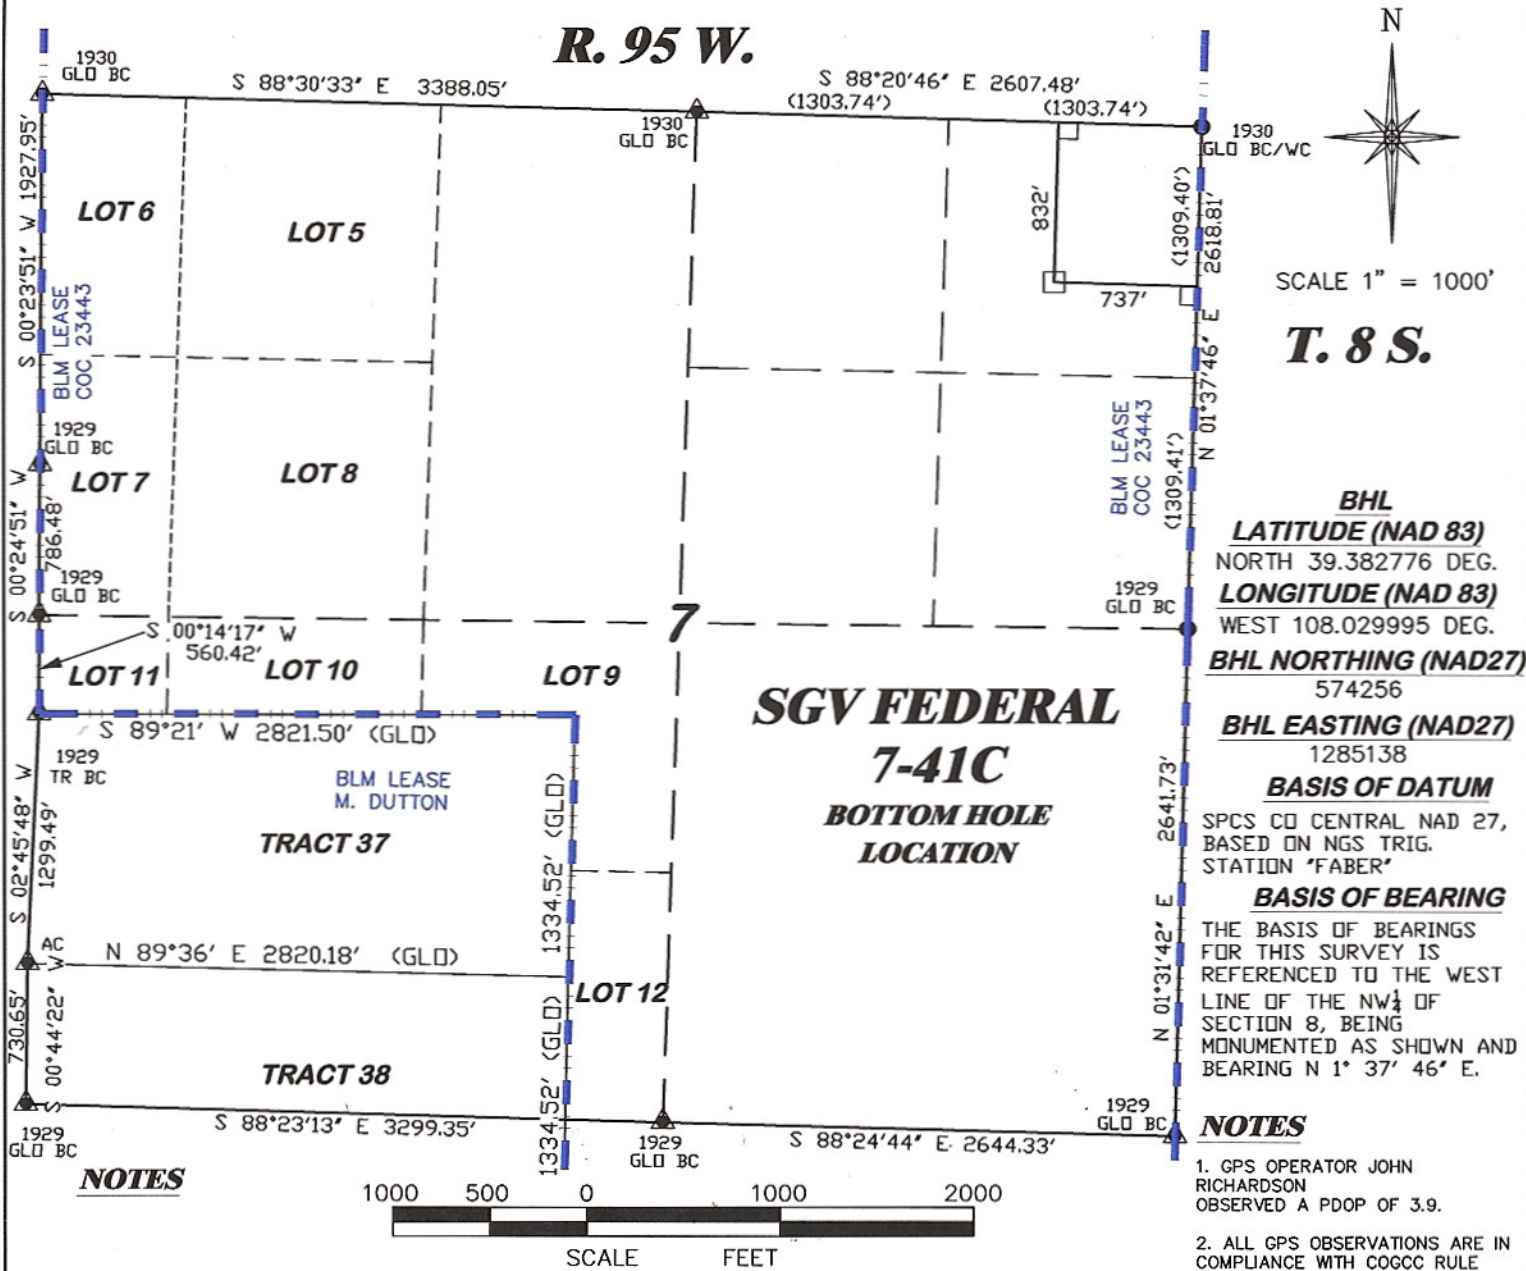 R. 95 W.
N
1930
GLO BC
S 88°30'33" E 3388.05'
S 88°20'46" E 2607.48'
(1303.74')
(1303.74')
1930
GLO BC
1930
GLO BC/WC
S 00°23'51" W 1927.95'
LOT 6
LOT 5
832'
737'
(1309.40')
2618.81'
SCALE 1" = 1000'
T. 8 S.
BLM LEASE
COC 23443
N 01°37'46" E
BLM LEASE
COC 23443
(1309.41')
1929
GLO BC
LOT 7
LOT 8
S 00°24'51" W
786.48'
1929
GLO BC
1929
GLO BC
7
S 00°14'17" W
560.42'
LOT 11
LOT 10
LOT 9
BHL
LATITUDE (NAD 83)
NORTH 39.382776 DEG.
LONGITUDE (NAD 83)
WEST 108.029995 DEG.
BHL NORTHING (NAD27)
574256
BHL EASTING (NAD27)
1285138
BASIS OF DATUM
SPCS CO CENTRAL NAD 27,
BASED ON NGS TRIG.
STATION "FABER"
BASIS OF BEARING
THE BASIS OF BEARINGS
FOR THIS SURVEY IS
REFERENCED TO THE WEST
LINE OF THE NW¼ OF
SECTION 8, BEING
MONUMENTED AS SHOWN AND
BEARING N 1° 37' 46" E.
SGV FEDERAL
7-41C
BOTTOM HOLE
LOCATION
S 89°21' W 2821.50' (GLO)
1929
TR BC
BLM LEASE
M. DUTTON
TRACT 37
S 02°45'48" W
1299.49'
1334.52' (GLO)
2641.73'
N 01°31'42" E
AC
N 89°36' E 2820.18' (GLO)
LOT 12
730.65'
S 00°44'22" W
TRACT 38
1334.52' (GLO)
1929
GLO BC
S 88°23'13" E 3299.35'
1929
GLO BC
S 88°24'44" E 2644.33'
1929
GLO BC
NOTES
1000 500 0 1000 2000
SCALE FEET
NOTES
1. GPS OPERATOR JOHN
RICHARDSON
OBSERVED A PDOP OF 3.9.
2. ALL GPS OBSERVATIONS ARE IN
COMPLIANCE WITH COGCC RULE